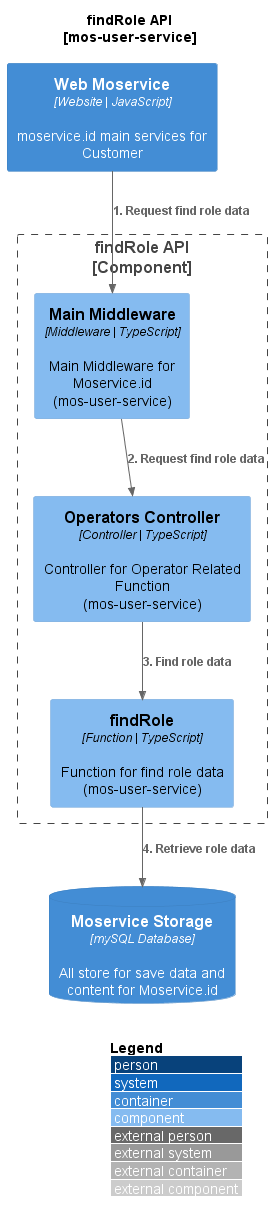 findRole API
[mos-user-service]
Web Moservice
[Website | JavaScript]
moservice.id main services for
Customer
1. Request find role data
findRole API
[Component]
Main Middleware
[Middleware | TypeScript]
Main Middleware for
Moservice.id
(mos-user-service)
2. Request find role data
Operators Controller
[Controller | TypeScript]
Controller for Operator Related
Function
(mos-user-service)
3. Find role data
findRole
[Function | TypeScript]
Function for find role data
(mos-user-service)
4. Retrieve role data
Moservice Storage
[mySQL Database]
All store for save data and
content for Moservice.id
Legend
person
system
container
component
external person
external system
external container
external component